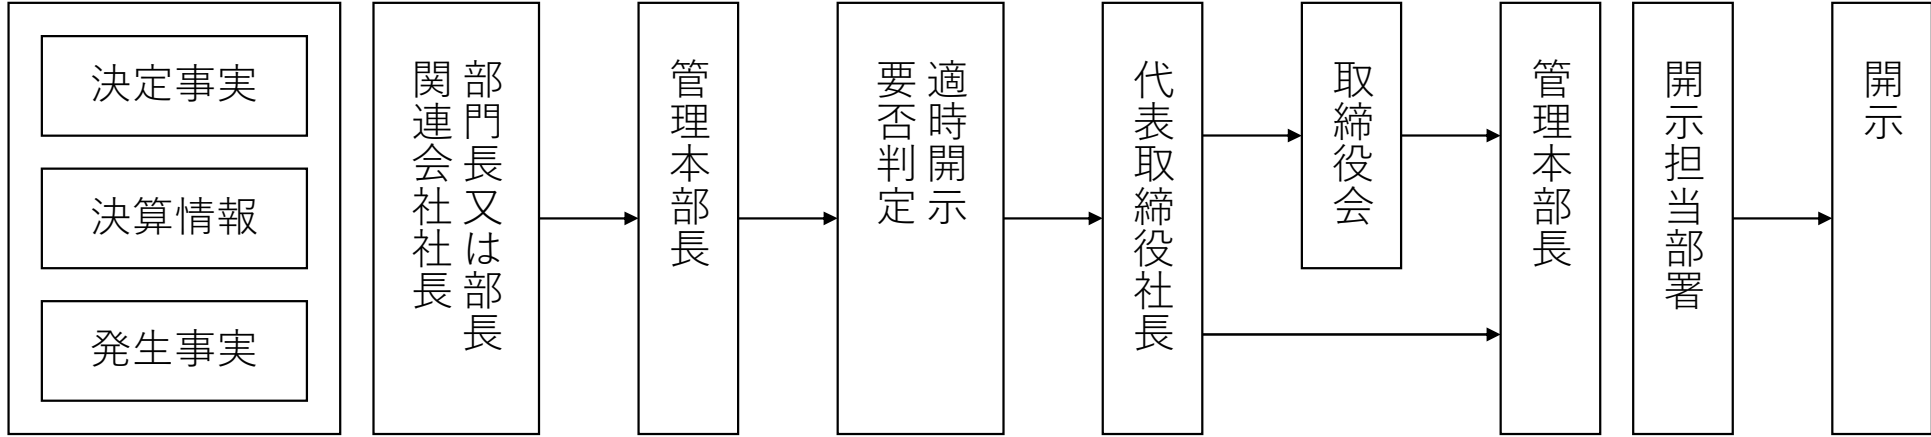 決定事実
決算情報
発生事実
部門長又は部長
関連会社社長
管理本部長
適時開示
要否判定
代表取締役社長
取締役会
管理本部長
開示担当部署
開示